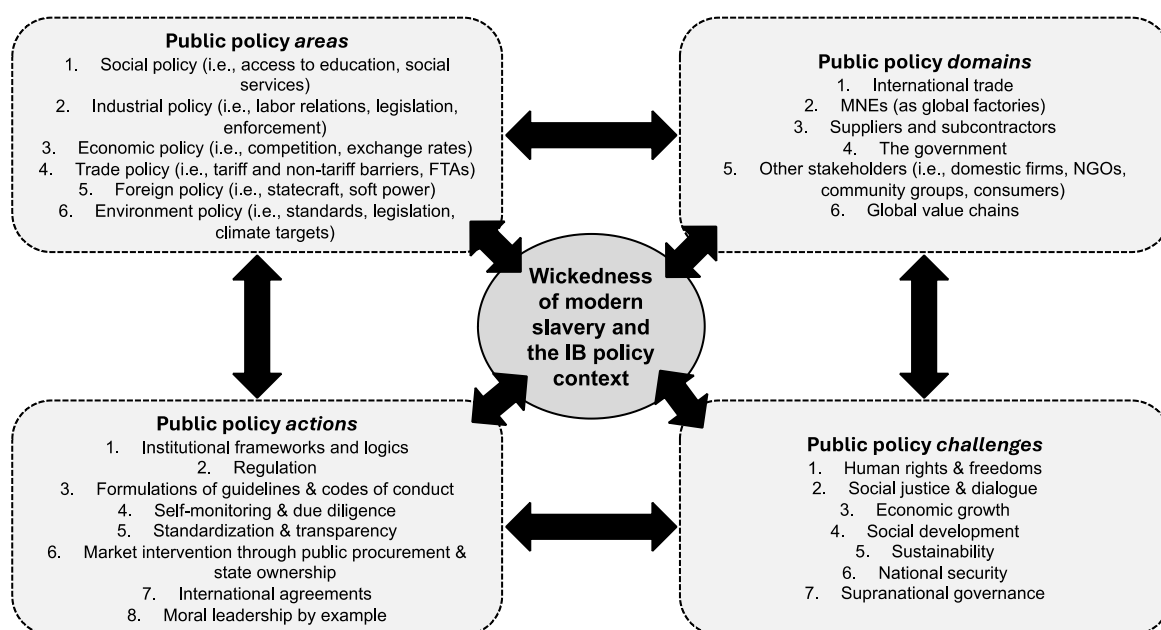 Public policy areas
1. Social policy (i.e., access to education, social
services)
2. Industrial policy (i.e., labor relations, legislation,
enforcement)
3. Economic policy (i.e., competition, exchange rates)
4. Trade policy (i.e., tariff and non-tariff barriers, FTAs)
5. Foreign policy (i.e., statecraft, soft power)
6. Environment policy (i.e., standards, legislation,
climate targets)
Public policy domains
1. International trade
2. MNEs (as global factories)
3. Suppliers and subcontractors
4. The government
5. Other stakeholders (i.e., domestic firms, NGOs,
community groups, consumers)
6. Global value chains
Wickedness
of modern
slavery and
the IB policy
context
Public policy actions
1. Institutional frameworks and logics
2. Regulation
3. Formulations of guidelines & codes of conduct
4. Self-monitoring & due diligence
5. Standardization & transparency
6. Market intervention through public procurement &
state ownership
7. International agreements
8. Moral leadership by example
Public policy challenges
1. Human rights & freedoms
2. Social justice & dialogue
3. Economic growth
4. Social development
5. Sustainability
6. National security
7. Supranational governance